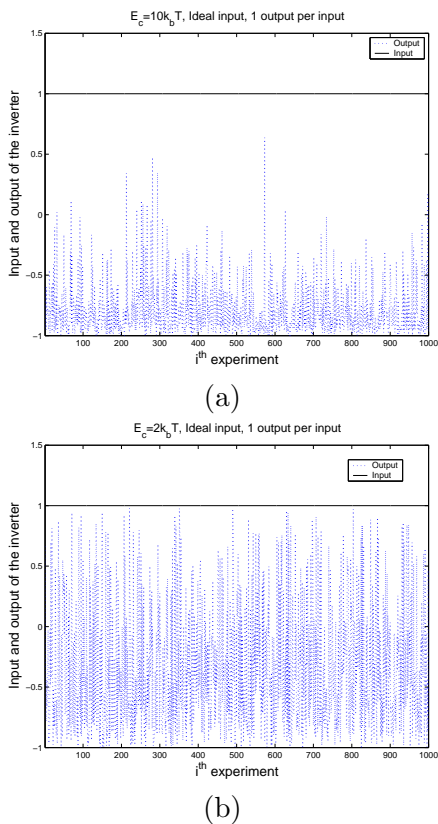 E_c=10k_bT, Ideal input, 1 output per input
Output
Input
Input and output of the inverter
1.5
1
0.5
0
−0.5
−1
100 200 300 400 500 600 700 800 900 1000
i^th experiment
(a)
E_c=2k_bT, Ideal input, 1 output per input
Output
Input
Input and output of the inverter
1.5
1
0.5
0
−0.5
−1
100 200 300 400 500 600 700 800 900 1000
i^th experiment
(b)